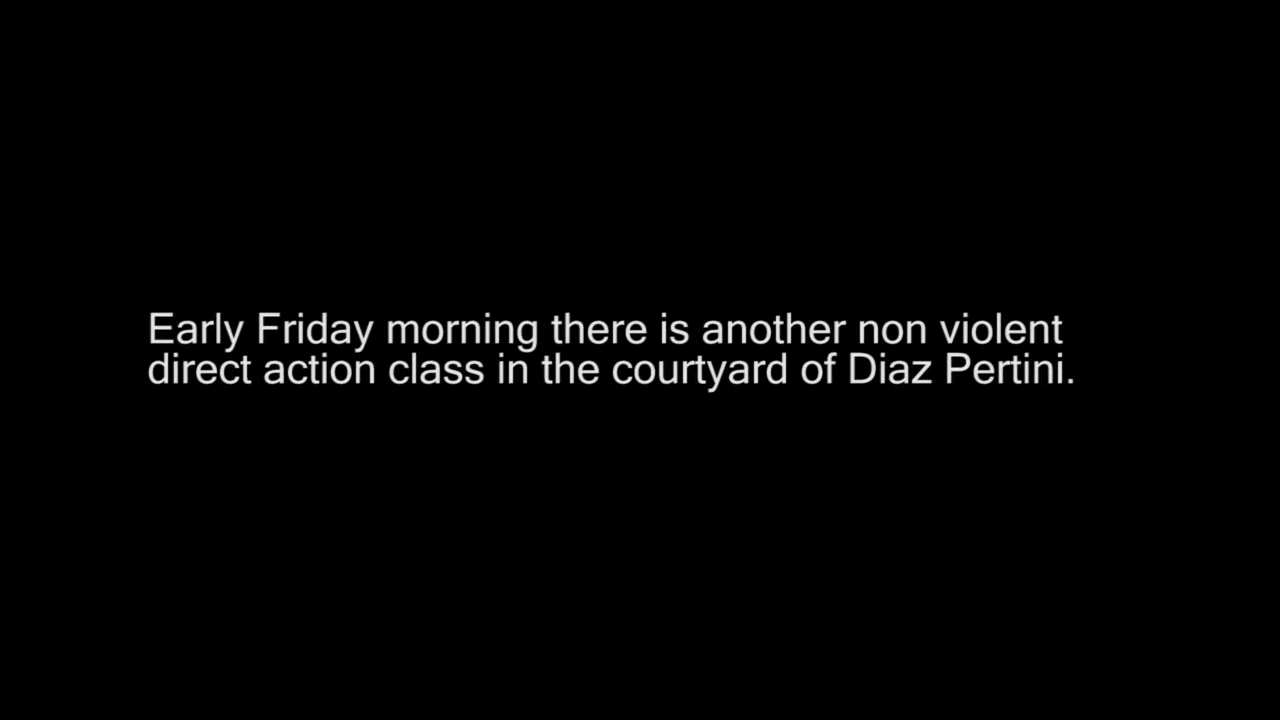 Early Friday morning there is another non violent
direct action class in the courtyard of Diaz Pertini.